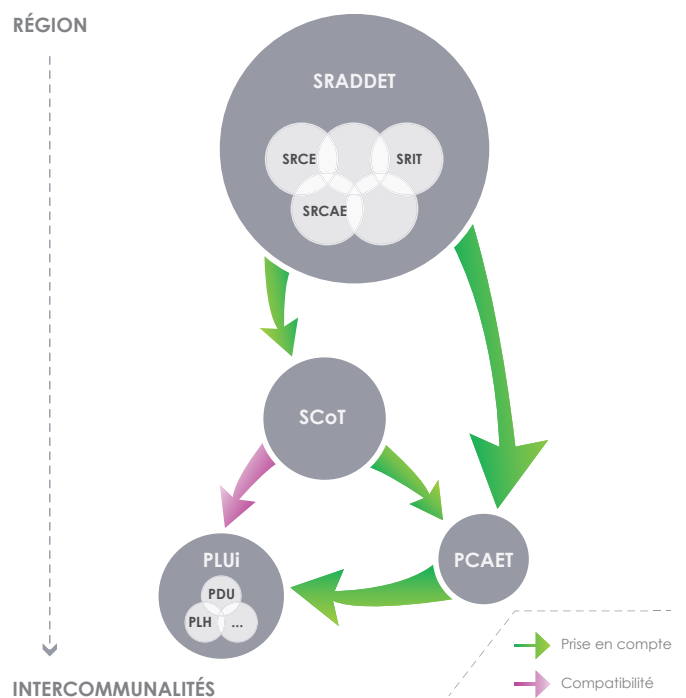 RÉGION
SRADDET
SRCE
SRIT
SRCAE
SCoT
PLUi
PCAET
PDU
PLH
...
Prise en compte
Compatibilité
INTERCOMMUNALITÉS